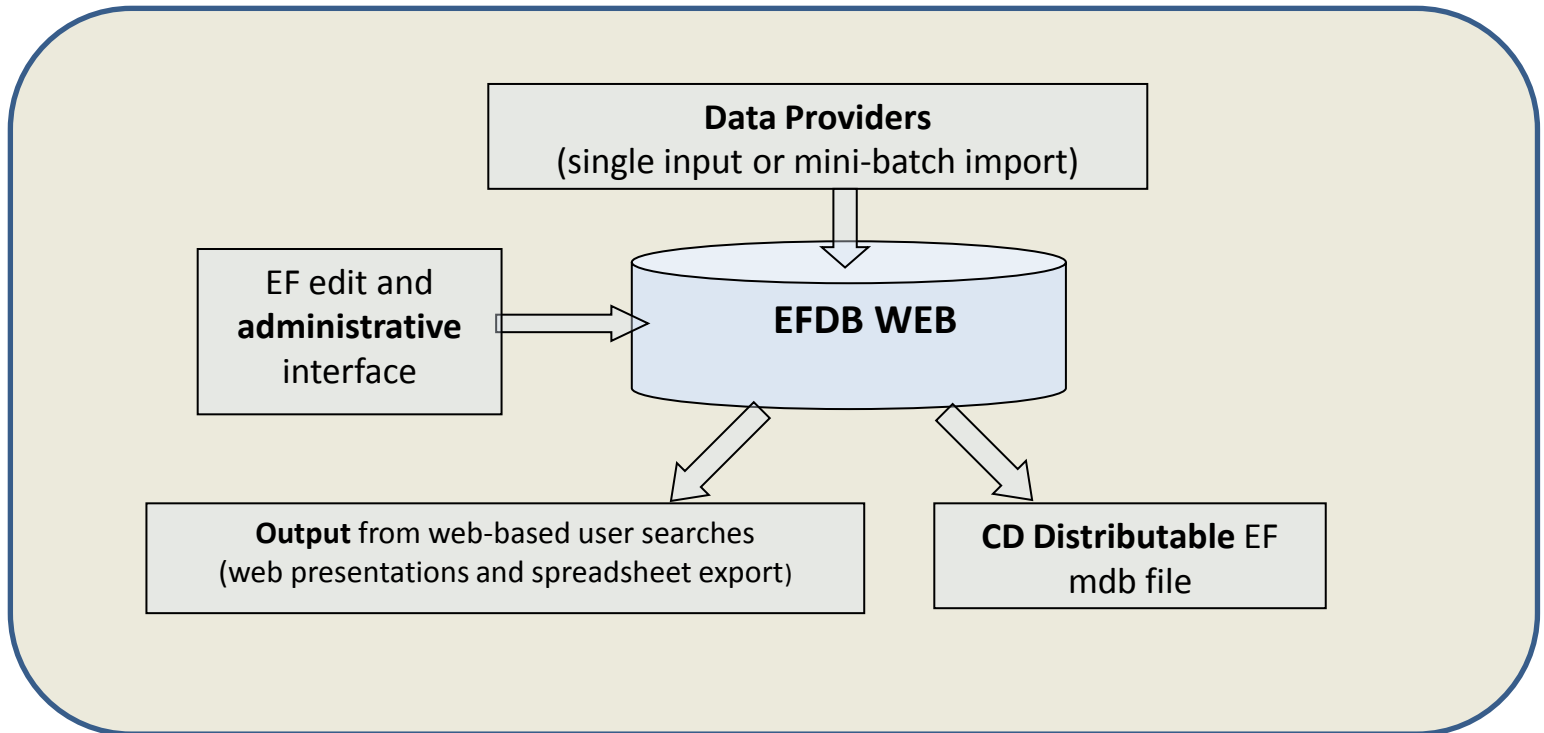 Data Providers
(single input or mini-batch import)
EF edit and
administrative
interface
EFDB WEB
Output from web-based user searches
(web presentations and spreadsheet export)
CD Distributable EF
mdb file